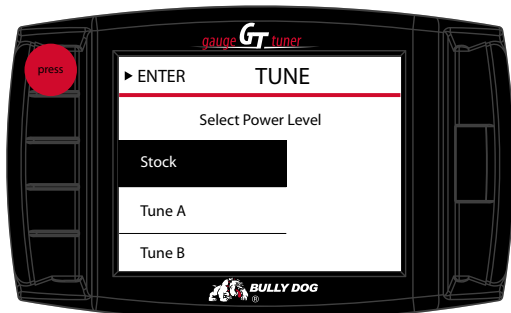 gauge GT tuner
press
▸ ENTER TUNE
Select Power Level
Stock
Tune A
Tune B
BULLY DOG
®